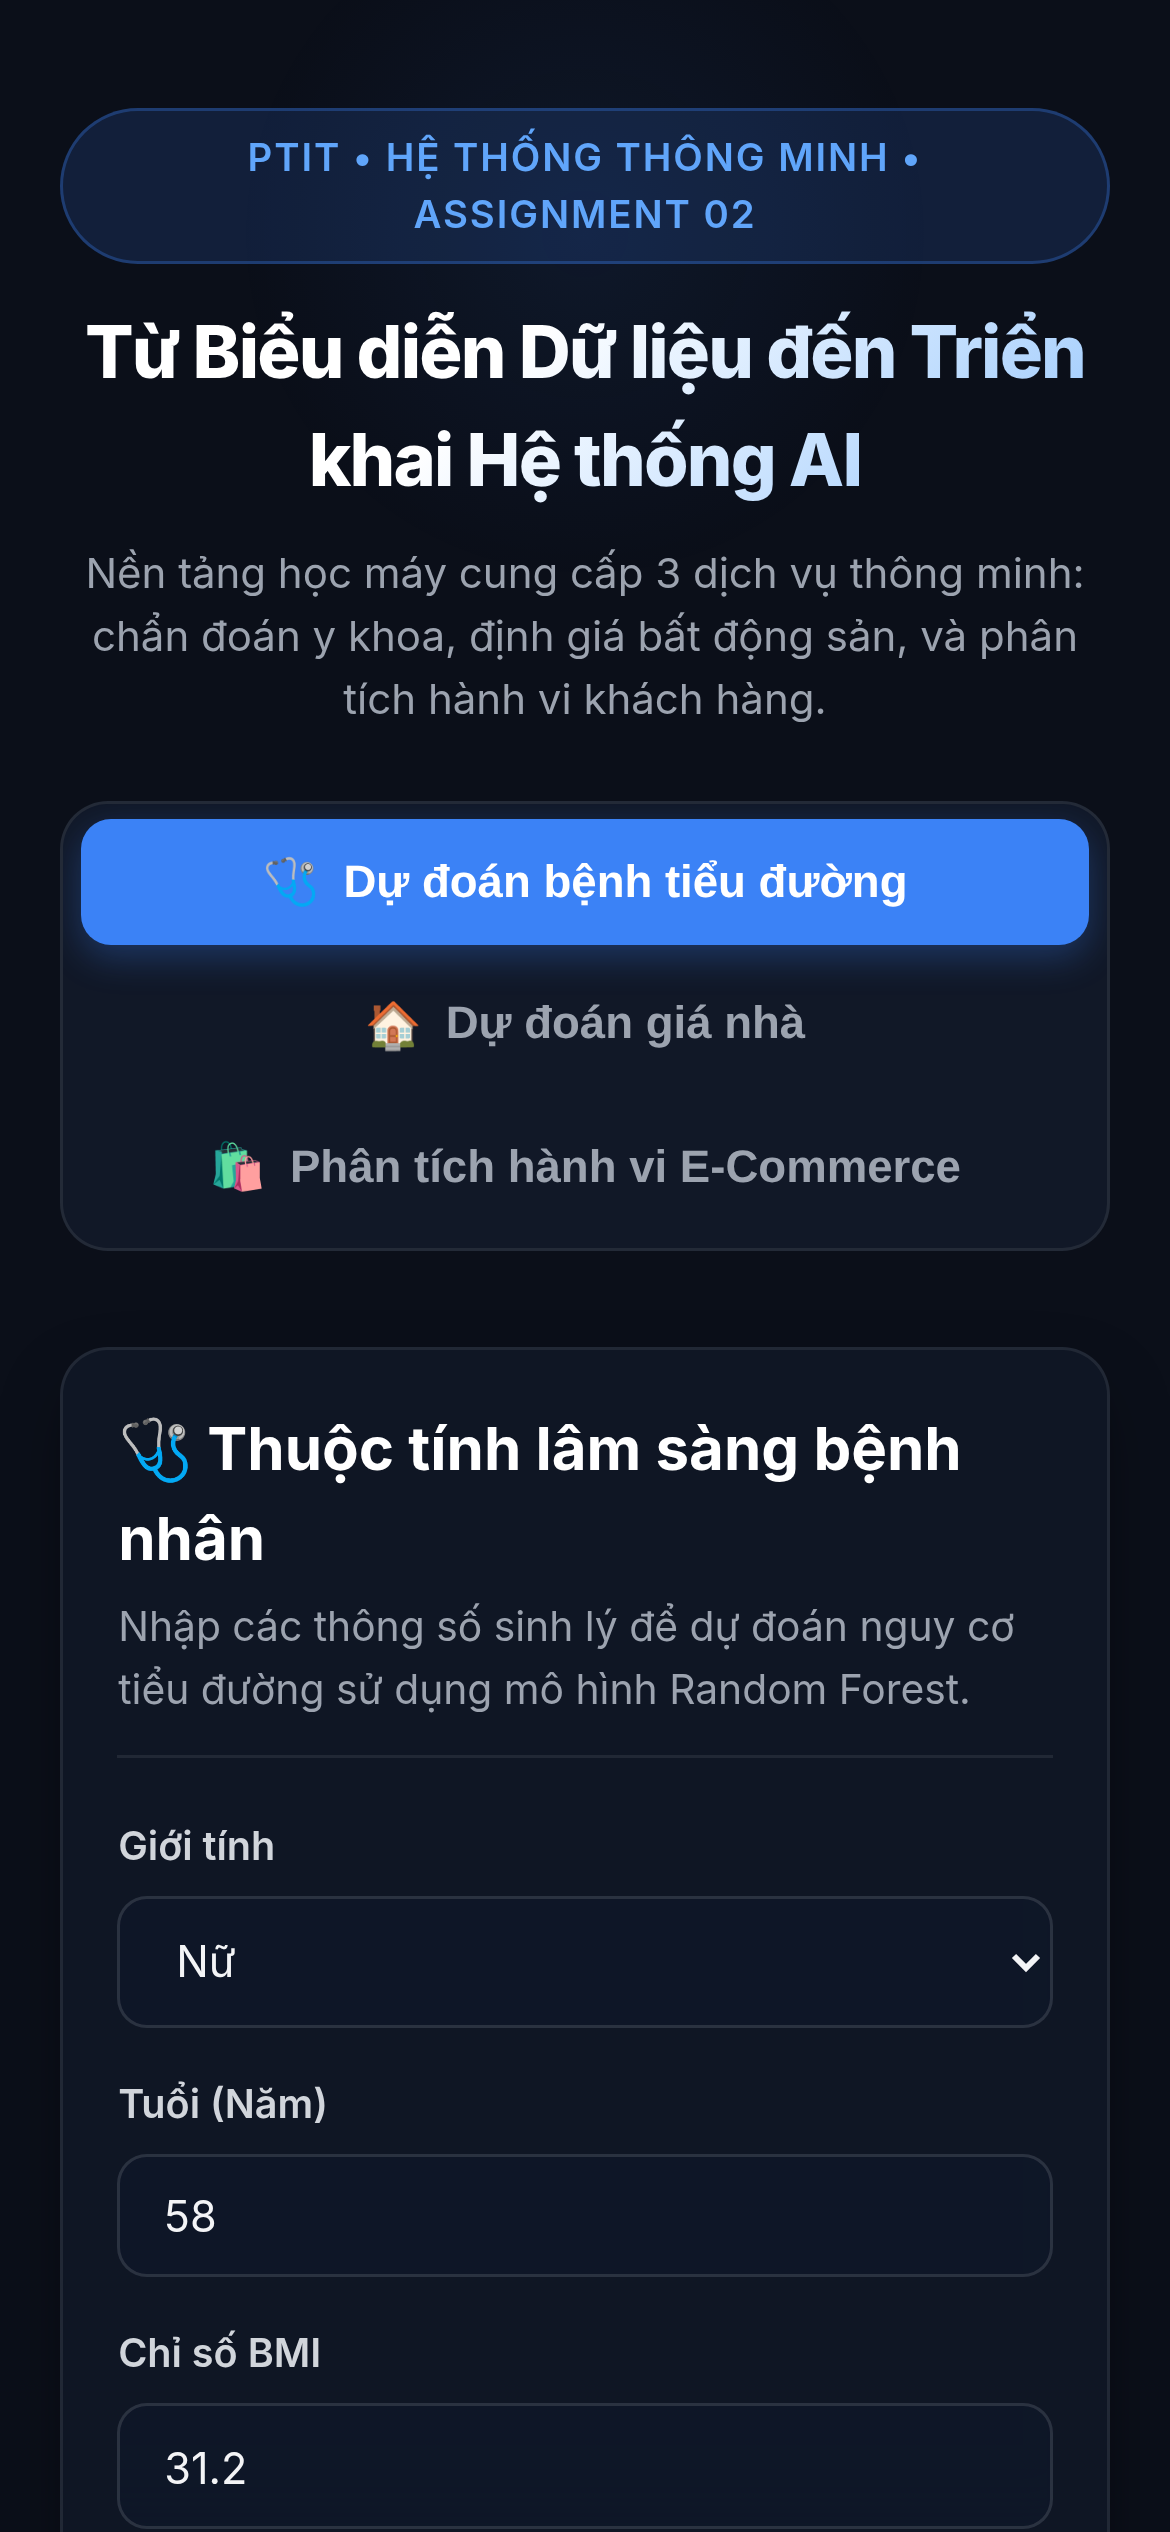 PTIT • HỆ THỐNG THÔNG MINH •
ASSIGNMENT 02
Từ Biểu diễn Dữ liệu đến Triển
khai Hệ thống AI
Nền tảng học máy cung cấp 3 dịch vụ thông minh:
chẩn đoán y khoa, định giá bất động sản, và phân
tích hành vi khách hàng.
Dự đoán bệnh tiểu đường
Dự đoán giá nhà
Phân tích hành vi E-Commerce
Thuộc tính lâm sàng bệnh
nhân
Nhập các thông số sinh lý để dự đoán nguy cơ
tiểu đường sử dụng mô hình Random Forest.
Giới tính
Nữ
Tuổi (Năm)
58
Chỉ số BMI
31.2